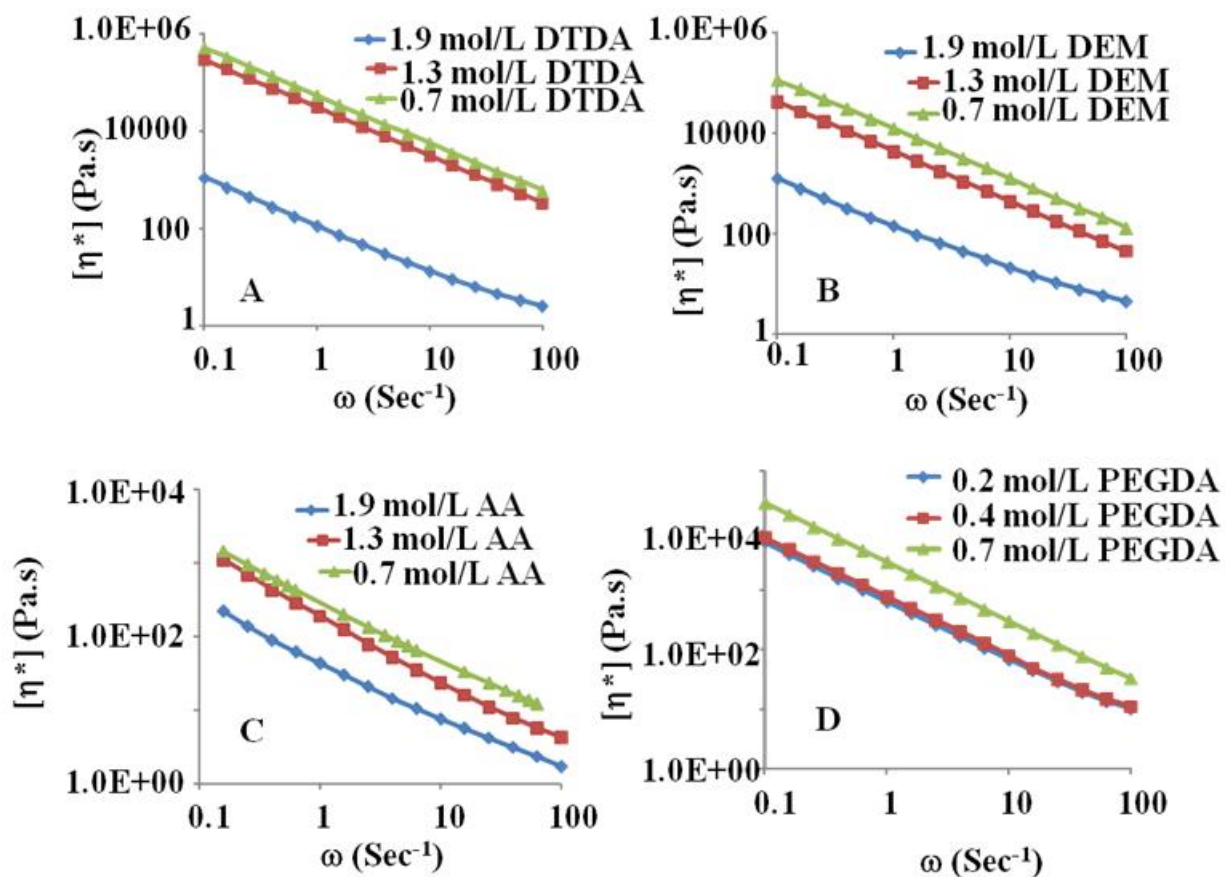 1.0E+06
1.9 mol/L DTDA
1.3 mol/L DTDA
0.7 mol/L DTDA
10000
100
1
[η*] (Pa.s)
A
0.1 1 10 100
ω (Sec⁻¹)
1.0E+06
1.9 mol/L DEM
1.3 mol/L DEM
0.7 mol/L DEM
10000
100
1
[η*] (Pa.s)
B
0.1 1 10 100
ω (Sec⁻¹)
1.0E+04
1.9 mol/L AA
1.3 mol/L AA
0.7 mol/L AA
1.0E+02
1.0E+00
[η*] (Pa.s)
C
0.1 1 10 100
ω (Sec⁻¹)
0.2 mol/L PEGDA
0.4 mol/L PEGDA
0.7 mol/L PEGDA
1.0E+04
1.0E+02
1.0E+00
[η*] (Pa.s)
D
0.1 1 10 100
ω (Sec⁻¹)